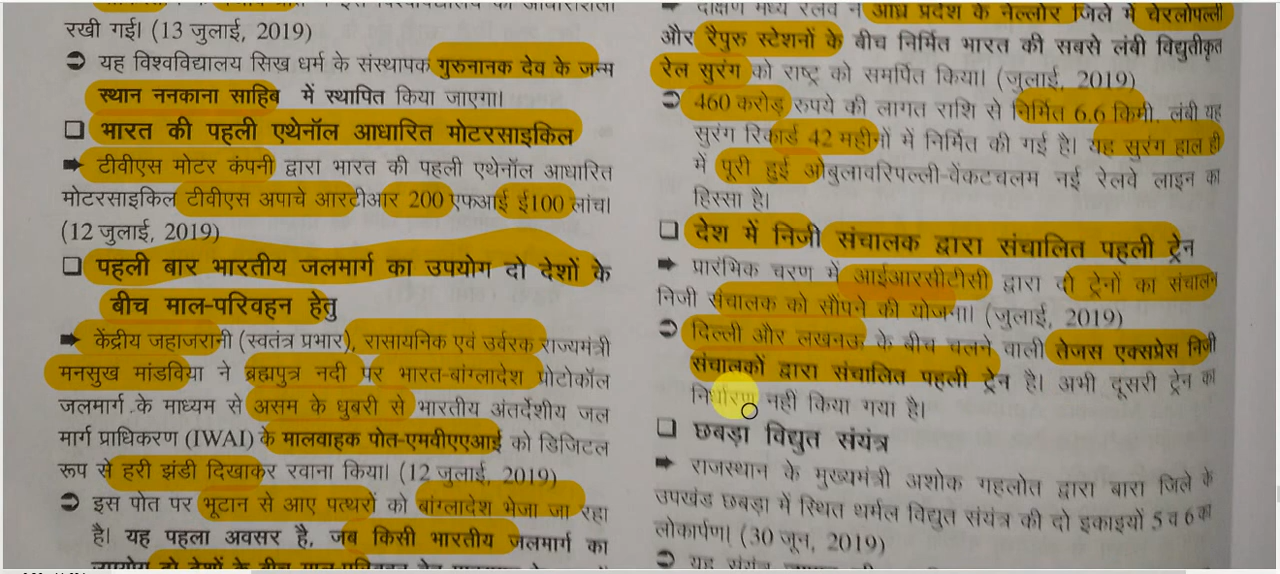 रखी गई। (13 जुलाई, 2019)
यह विश्वविद्यालय सिख धर्म के संस्थापक गुरुनानक देव के जन्म
स्थान ननकाना साहिब में स्थापित किया जाएगा।
भारत की पहली एथेनॉल आधारित मोटरसाइकिल
टीवीएस मोटर कंपनी द्वारा भारत की पहली एथेनॉल आधारित
मोटरसाइकिल टीवीएस अपाचे आरटीआर 200 एफआई ई100 लांच।
(12 जुलाई, 2019)
पहली बार भारतीय जलमार्ग का उपयोग दो देशों के
बीच माल-परिवहन हेतु
केंद्रीय जहाजरानी (स्वतंत्र प्रभार), रासायनिक एवं उर्वरक राज्यमंत्री
मनसुख मांडविया ने ब्रह्मपुत्र नदी पर भारत-बांग्लादेश प्रोटोकॉल
जलमार्ग के माध्यम से असम के धुबरी से भारतीय अंतर्देशीय जल
मार्ग प्राधिकरण (IWAI) के मालवाहक पोत-एमवीएएआई को डिजिटल
रूप से हरी झंडी दिखाकर रवाना किया। (12 जुलाई, 2019)
इस पोत पर भूटान से आए पत्थरों को बांग्लादेश भेजा जा रहा
है। यह पहला अवसर है, जब किसी भारतीय जलमार्ग का
उपयोग दो देशों के बीच माल-परिवहन
दक्षिण मध्य रेलवे ने आंध्र प्रदेश के नेल्लोर जिले में चेरलोपल्ली
और रैपुरु स्टेशनों के बीच निर्मित भारत की सबसे लंबी विद्युतीकृत
रेल सुरंग को राष्ट्र को समर्पित किया। (जुलाई, 2019)
460 करोड़ रुपये की लागत राशि से निर्मित 6.6 किमी. लंबी यह
सुरंग रिकार्ड 42 महीनों में निर्मित की गई है। यह सुरंग हाल ही
में पूरी हुई ओबुलावारिपल्ली-वेंकटचलम नई रेलवे लाइन का
हिस्सा है।
देश में निजी संचालक द्वारा संचालित पहली ट्रेन
प्रारंभिक चरण में आईआरसीटीसी द्वारा दो ट्रेनों का संचालन
निजी संचालक को सौंपने की योजना। (जुलाई, 2019)
दिल्ली और लखनऊ के बीच चलने वाली तेजस एक्सप्रेस निजी
संचालकों द्वारा संचालित पहली ट्रेन है। अभी दूसरी ट्रेन का
निर्धारण नहीं किया गया है।
छबड़ा विद्युत संयंत्र
राजस्थान के मुख्यमंत्री अशोक गहलोत द्वारा बारा जिले के
उपखंड छबड़ा में स्थित थर्मल विद्युत संयंत्र की दो इकाइयों 5 व 6 का
लोकार्पण। (30 जून, 2019)
यह संयंत्र